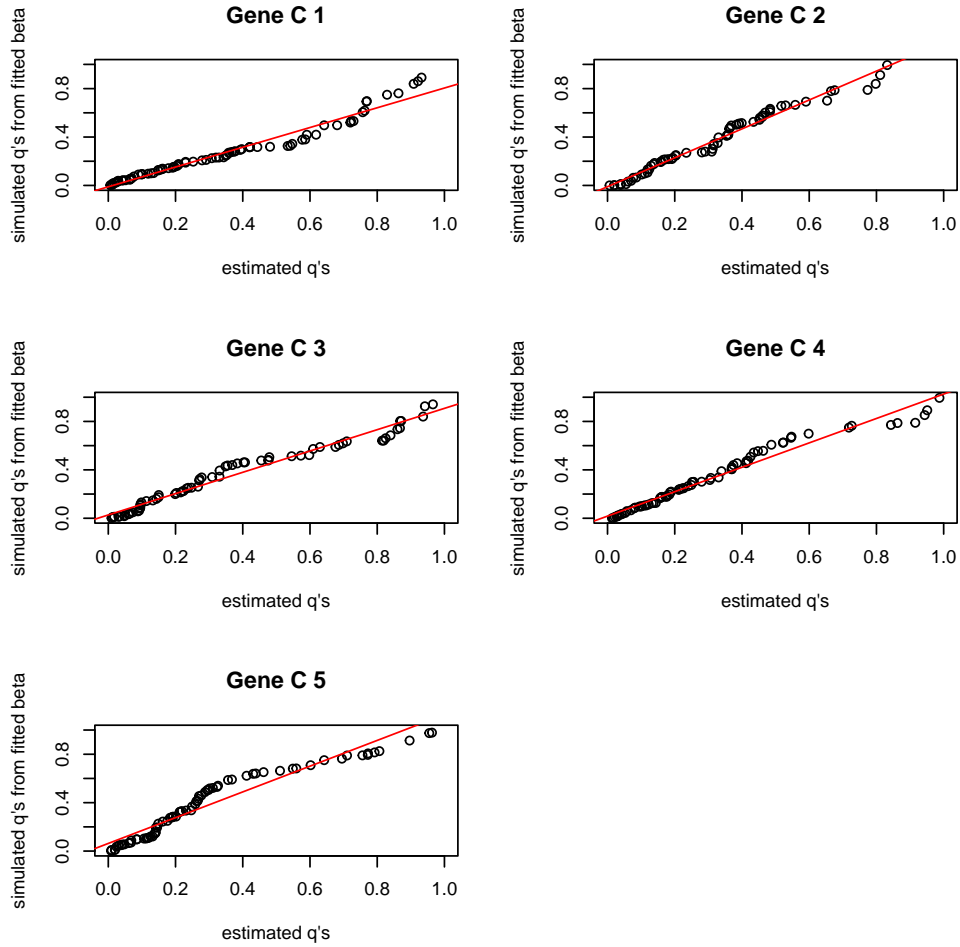 Gene C 1
simulated q's from fitted beta
0.0 0.4 0.8
0.0 0.2 0.4 0.6 0.8 1.0
estimated q's
Gene C 2
simulated q's from fitted beta
0.0 0.4 0.8
0.0 0.2 0.4 0.6 0.8 1.0
estimated q's
Gene C 3
simulated q's from fitted beta
0.0 0.4 0.8
0.0 0.2 0.4 0.6 0.8 1.0
estimated q's
Gene C 4
simulated q's from fitted beta
0.0 0.4 0.8
0.0 0.2 0.4 0.6 0.8 1.0
estimated q's
Gene C 5
simulated q's from fitted beta
0.0 0.4 0.8
0.0 0.2 0.4 0.6 0.8 1.0
estimated q's